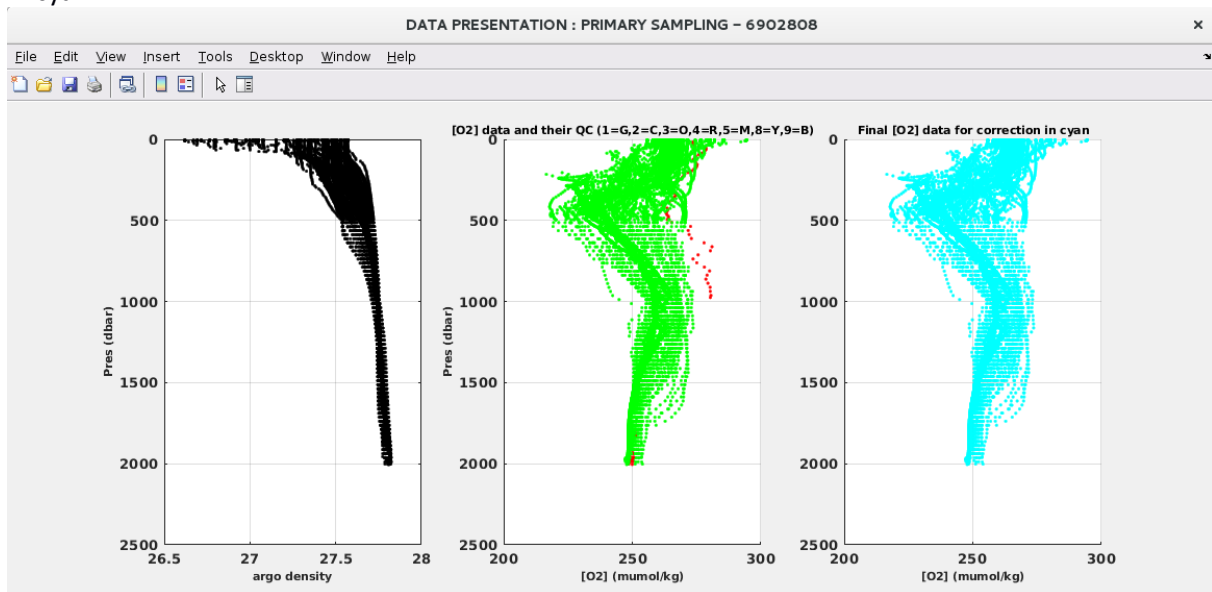 DATA PRESENTATION : PRIMARY SAMPLING - 6902808 ×
File Edit View Insert Tools Desktop Window Help
[O2] data and their QC (1=G,2=C,3=O,4=R,5=M,8=Y,9=B)
Final [O2] data for correction in cyan
0
500
1000
1500
2000
2500
Pres (dbar)
26.5 27 27.5 28
argo density
0
500
1000
1500
2000
2500
Pres (dbar)
200 250 300
[O2] (mumol/kg)
0
500
1000
1500
2000
2500
200 250 300
[O2] (mumol/kg)